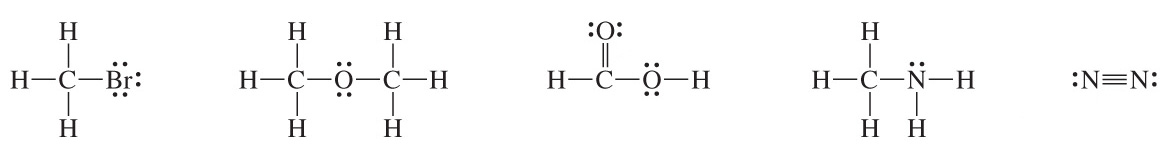 H H H :O: H
H—C—Br: H—C—O—C—H H—C—O—H H—C—N—H :N≡N:
H H H H H